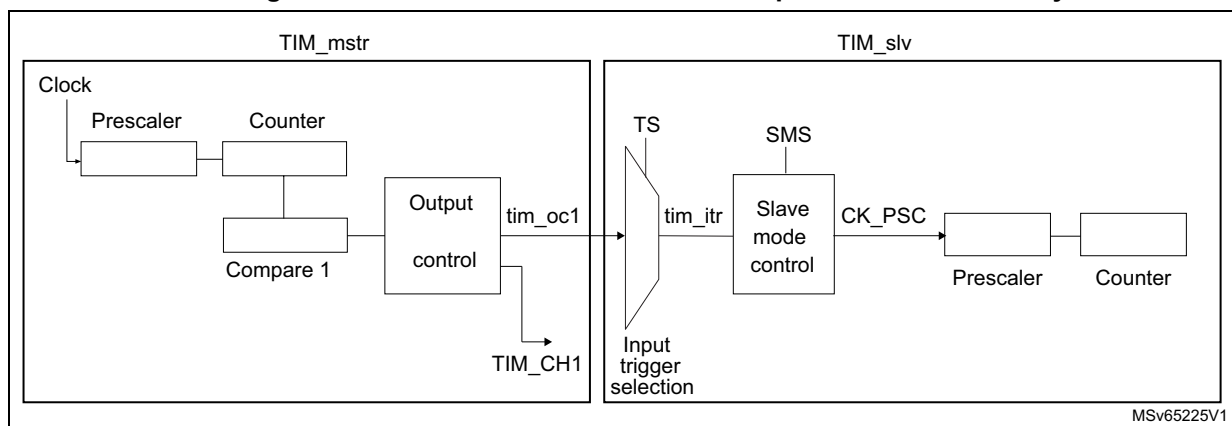 TIM_mstr
TIM_slv
Clock
Prescaler
Counter
Compare 1
Output
control
tim_oc1
TIM_CH1
TS
Input
trigger
selection
tim_itr
SMS
Slave
mode
control
CK_PSC
Prescaler
Counter
MSv65225V1